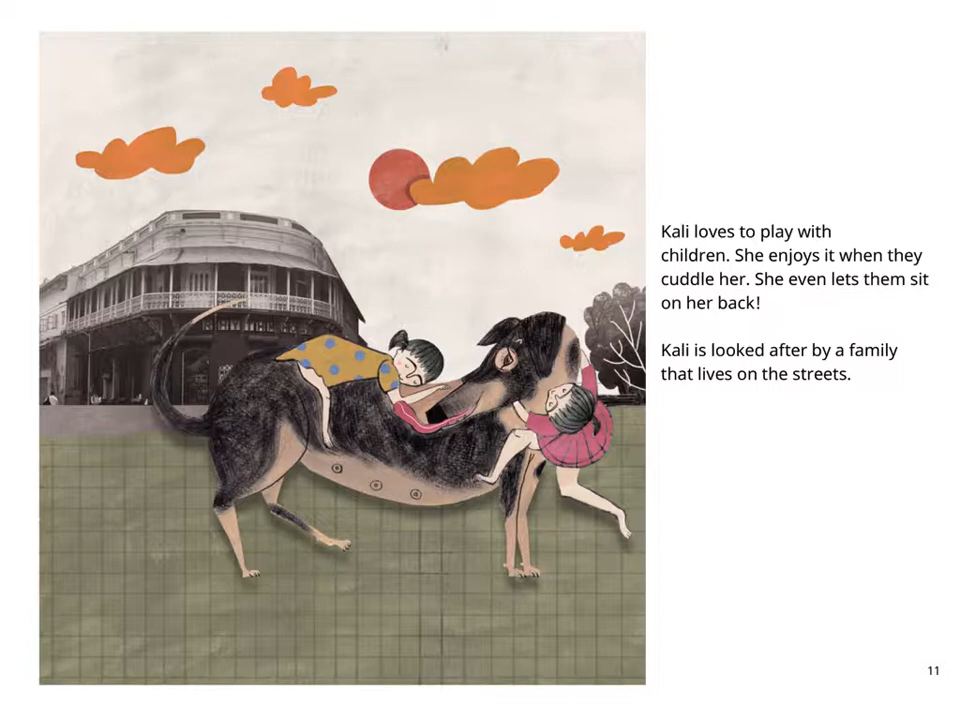 Kali loves to play with
children. She enjoys it when they
cuddle her. She even lets them sit
on her back!
Kali is looked after by a family
that lives on the streets.
11